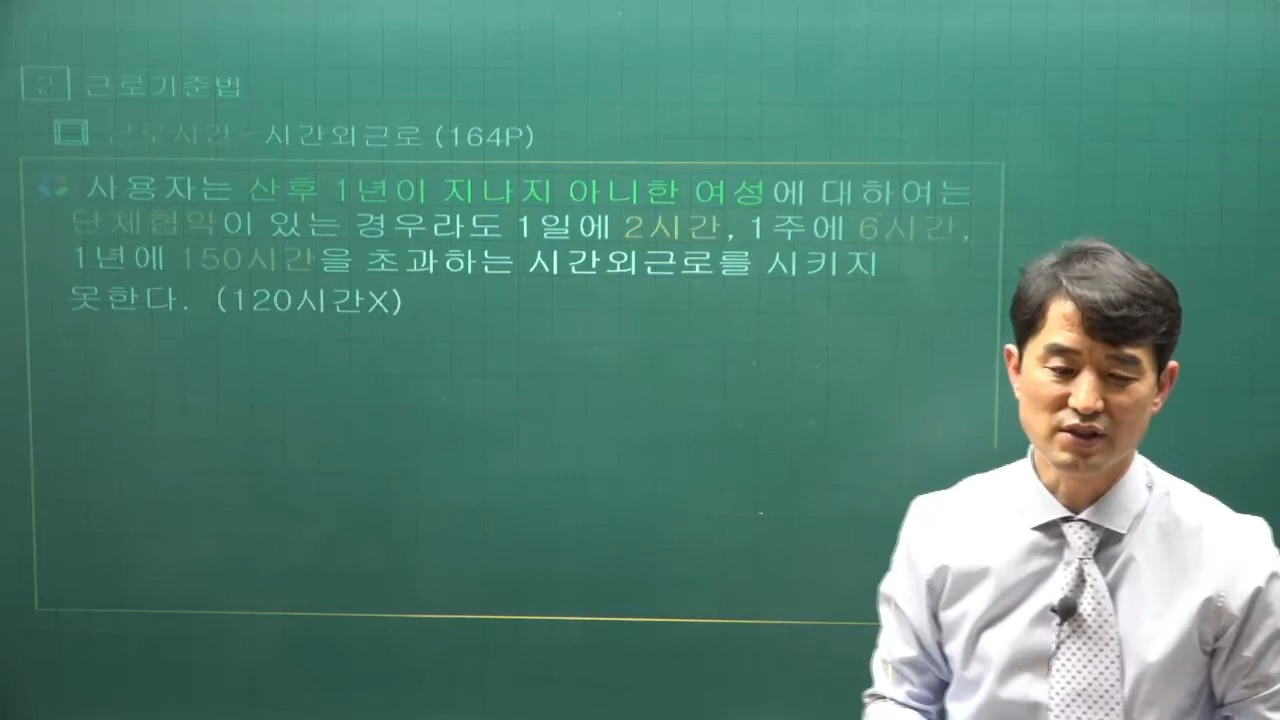 2 근로기준법
근로시간 - 시간외근로 (164P)
사용자는 산후 1년이 지나지 아니한 여성에 대하여는
단체협약이 있는 경우라도 1일에 2시간, 1주에 6시간,
1년에 150시간을 초과하는 시간외근로를 시키지
못한다. (120시간X)